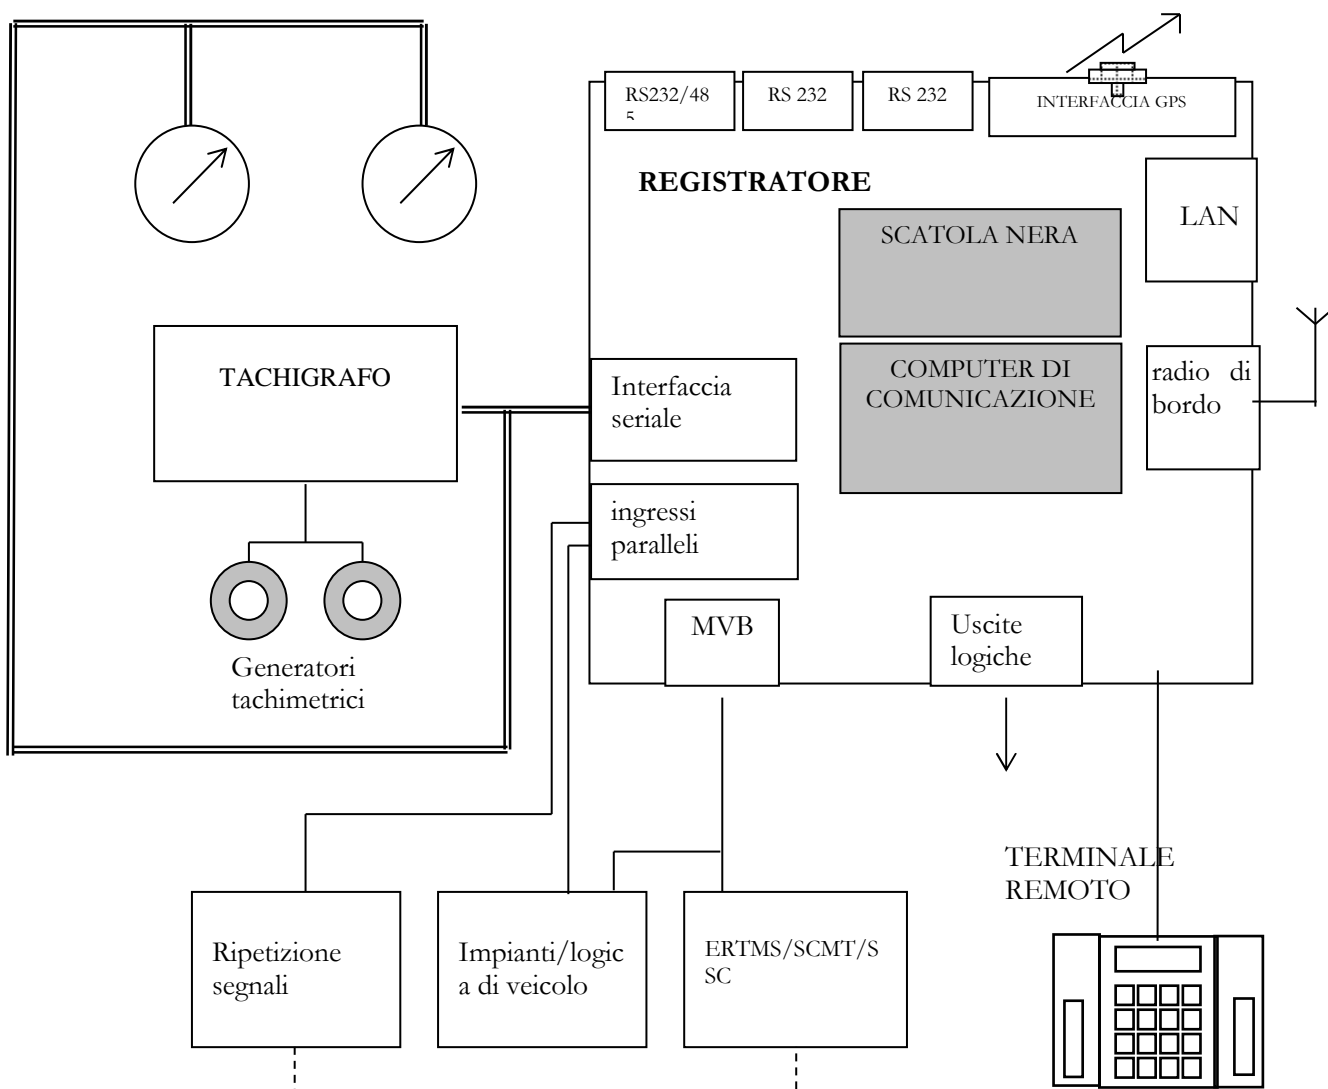 RS232/48
5
RS 232
RS 232
INTERFACCIA GPS
REGISTRATORE
LAN
SCATOLA NERA
TACHIGRAFO
Interfaccia
seriale
COMPUTER DI
COMUNICAZIONE
radio di
bordo
ingressi
paralleli
MVB
Uscite
logiche
Generatori
tachimetrici
TERMINALE
REMOTO
Ripetizione
segnali
Impianti/logic
a di veicolo
ERTMS/SCMT/S
SC